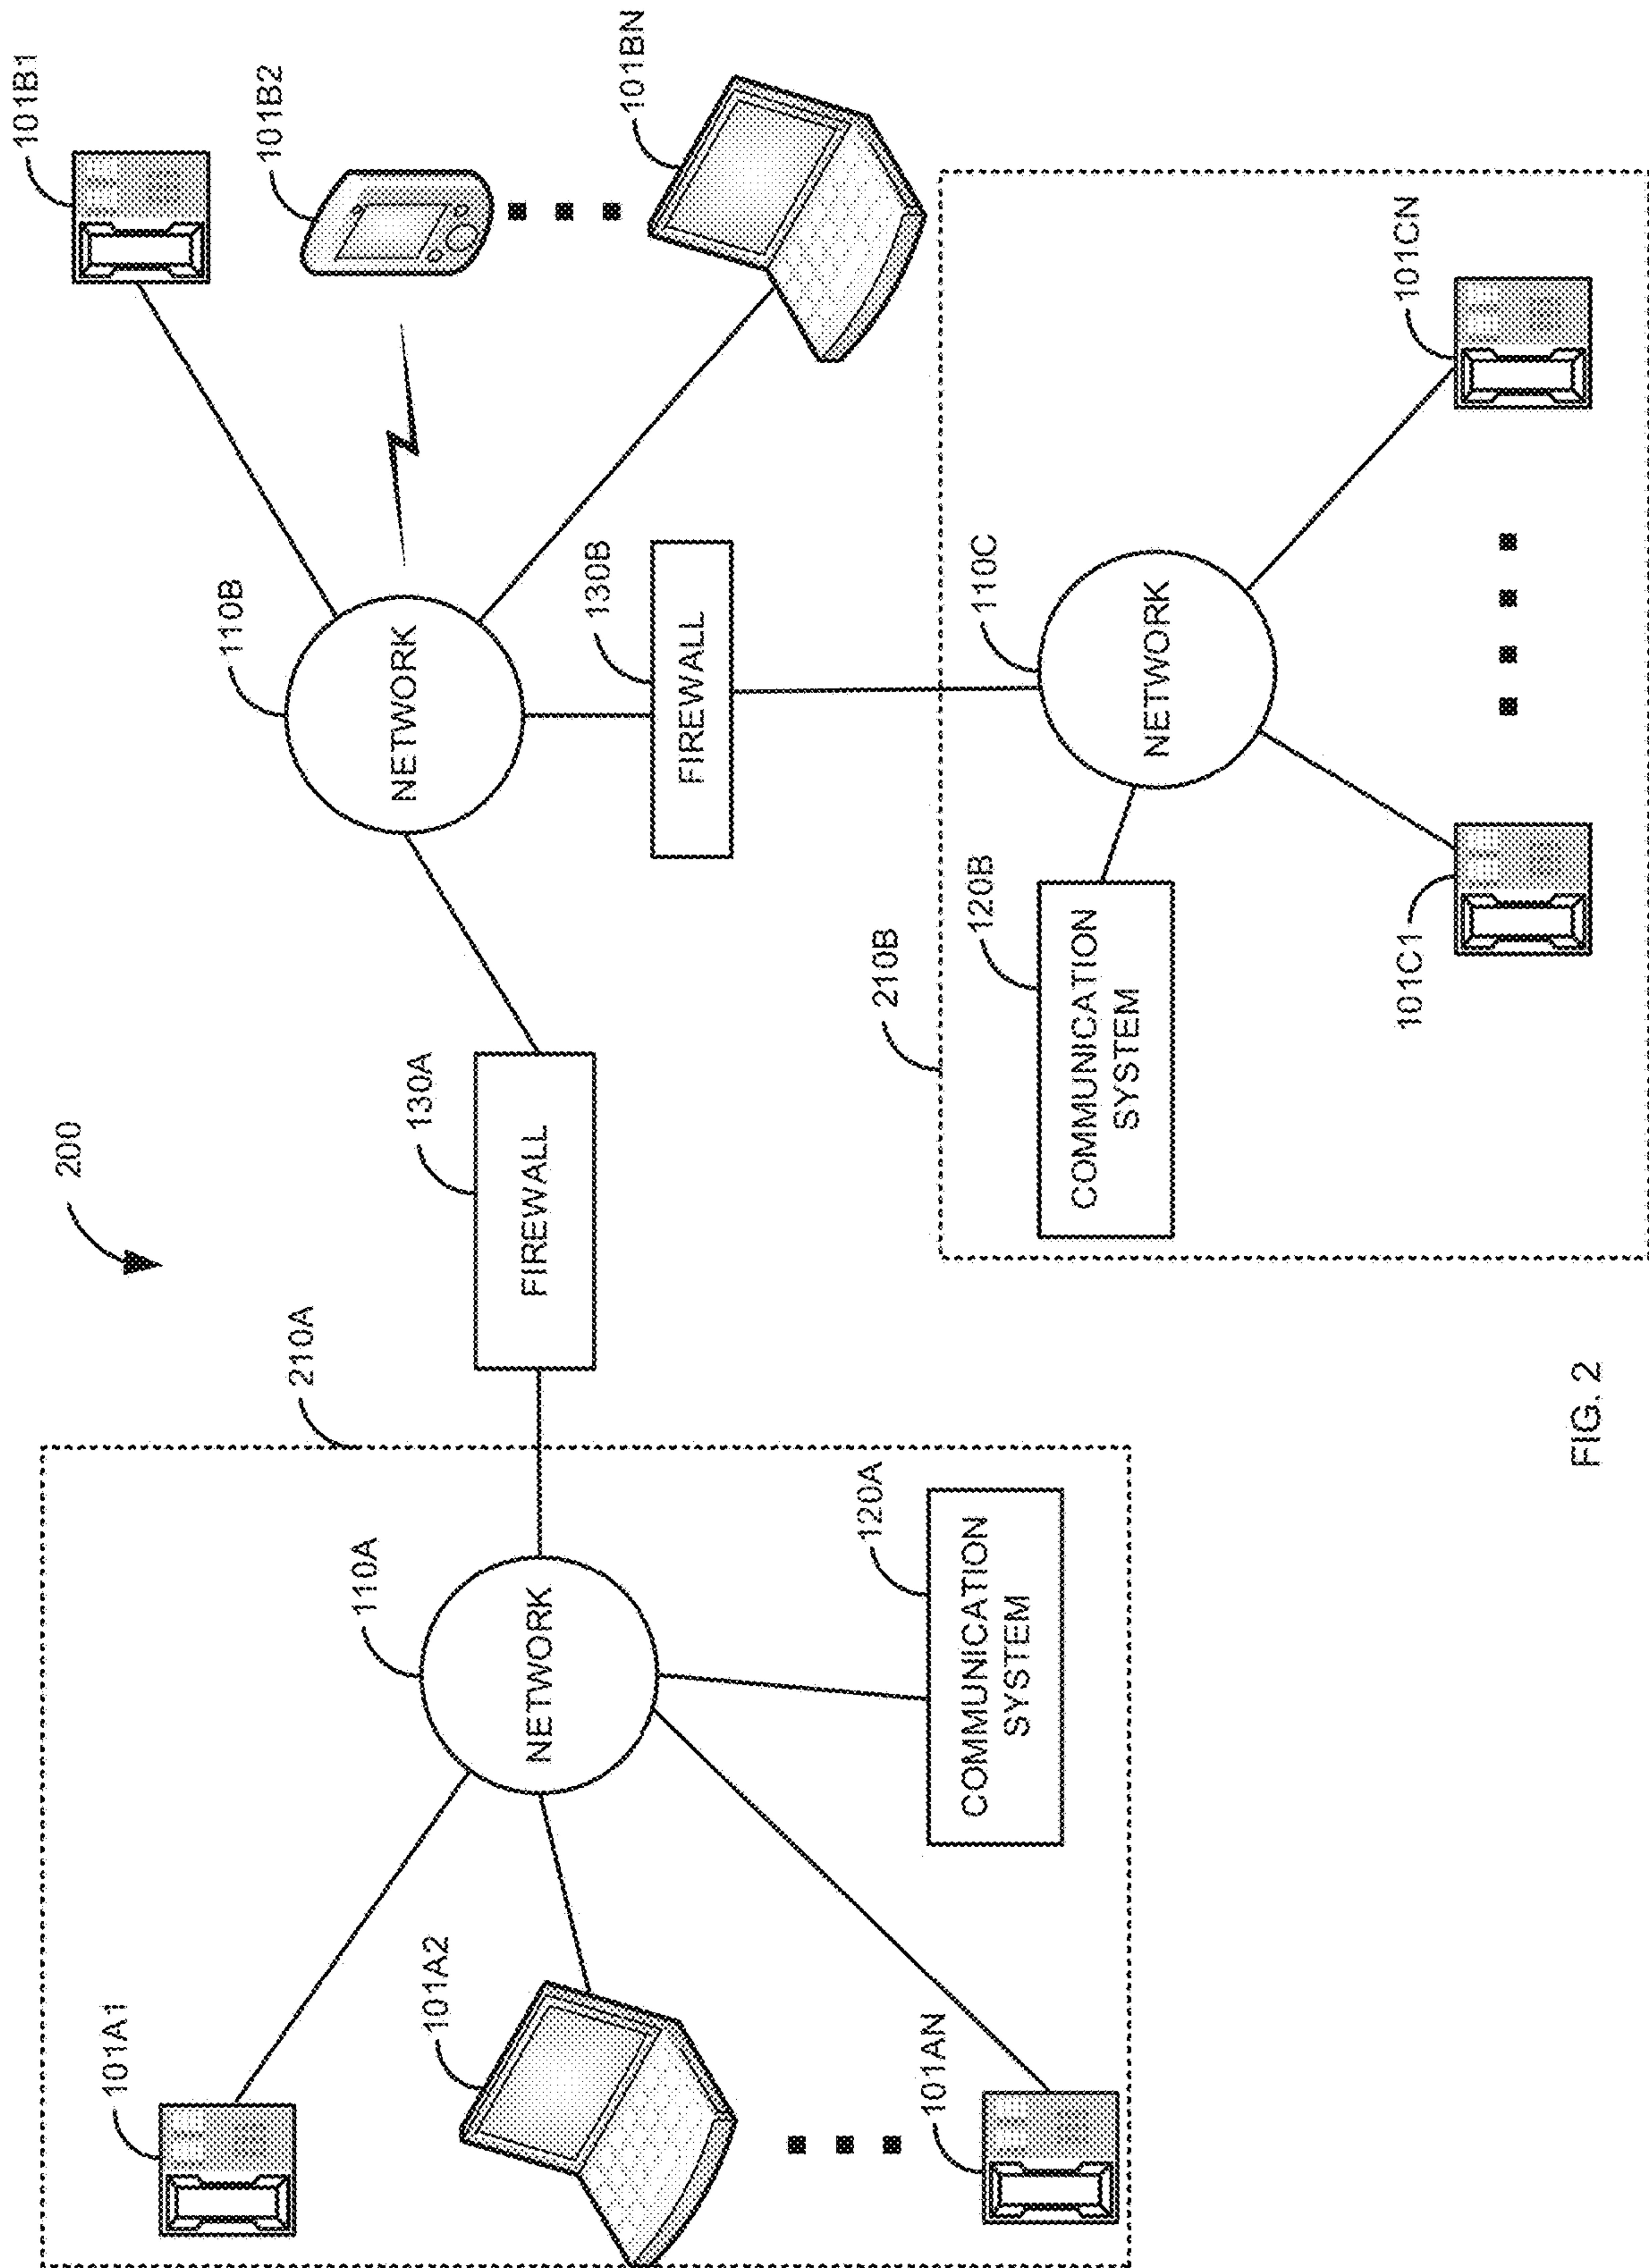 200
210A
101A1
110A
NETWORK
101A2
101AN
120A
COMMUNICATION
SYSTEM
130A
FIREWALL
110B
NETWORK
101B1
101B2
101BN
130B
FIREWALL
210B
120B
COMMUNICATION
SYSTEM
110C
NETWORK
101C1
101CN
FIG. 2